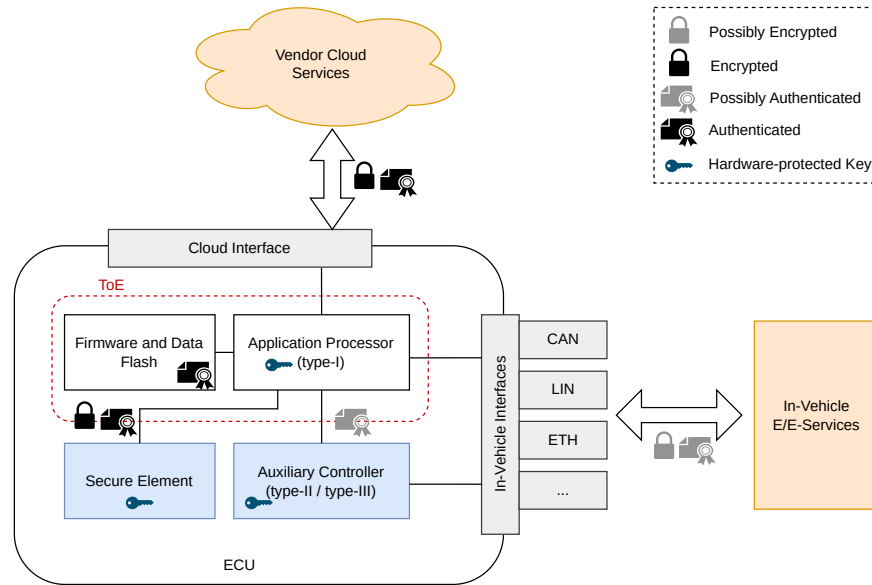 Vendor Cloud
Services
Possibly Encrypted
Encrypted
Possibly Authenticated
Authenticated
Hardware-protected Key
Cloud Interface
ToE
Firmware and Data
Flash
Application Processor
(type-I)
Secure Element
Auxiliary Controller
(type-II / type-III)
ECU
In-Vehicle Interfaces
CAN
LIN
ETH
...
In-Vehicle
E/E-Services